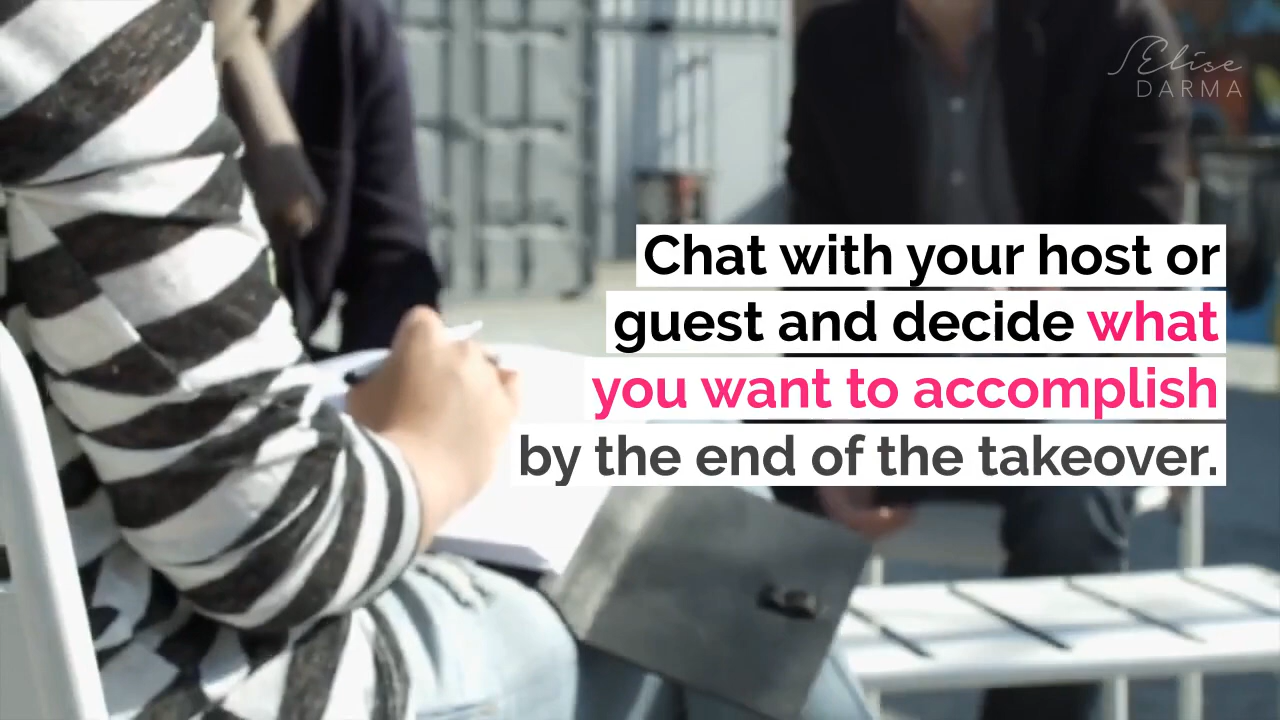 Elise
DARMA
Chat with your host or
guest and decide what
you want to accomplish
by the end of the takeover.